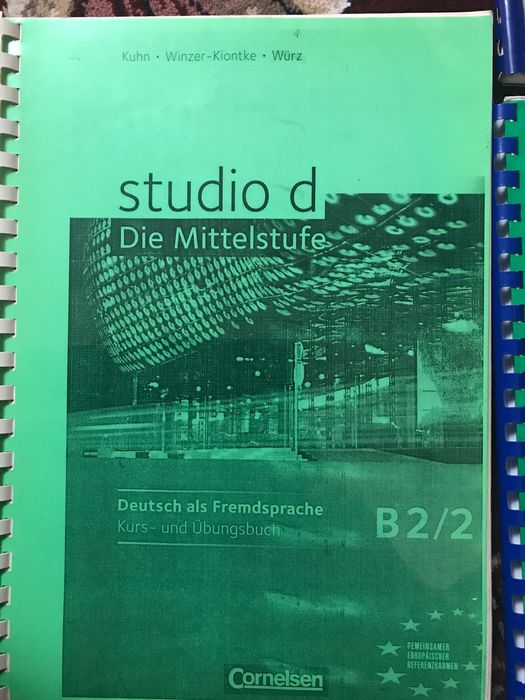 Kuhn · Winzer-Kiontke · Würz
studio d
Die Mittelstufe
Deutsch als Fremdsprache
Kurs- und Übungsbuch
B2/2
GEMEINSAMER
EUROPÄISCHER
REFERENZRAHMEN
Cornelsen